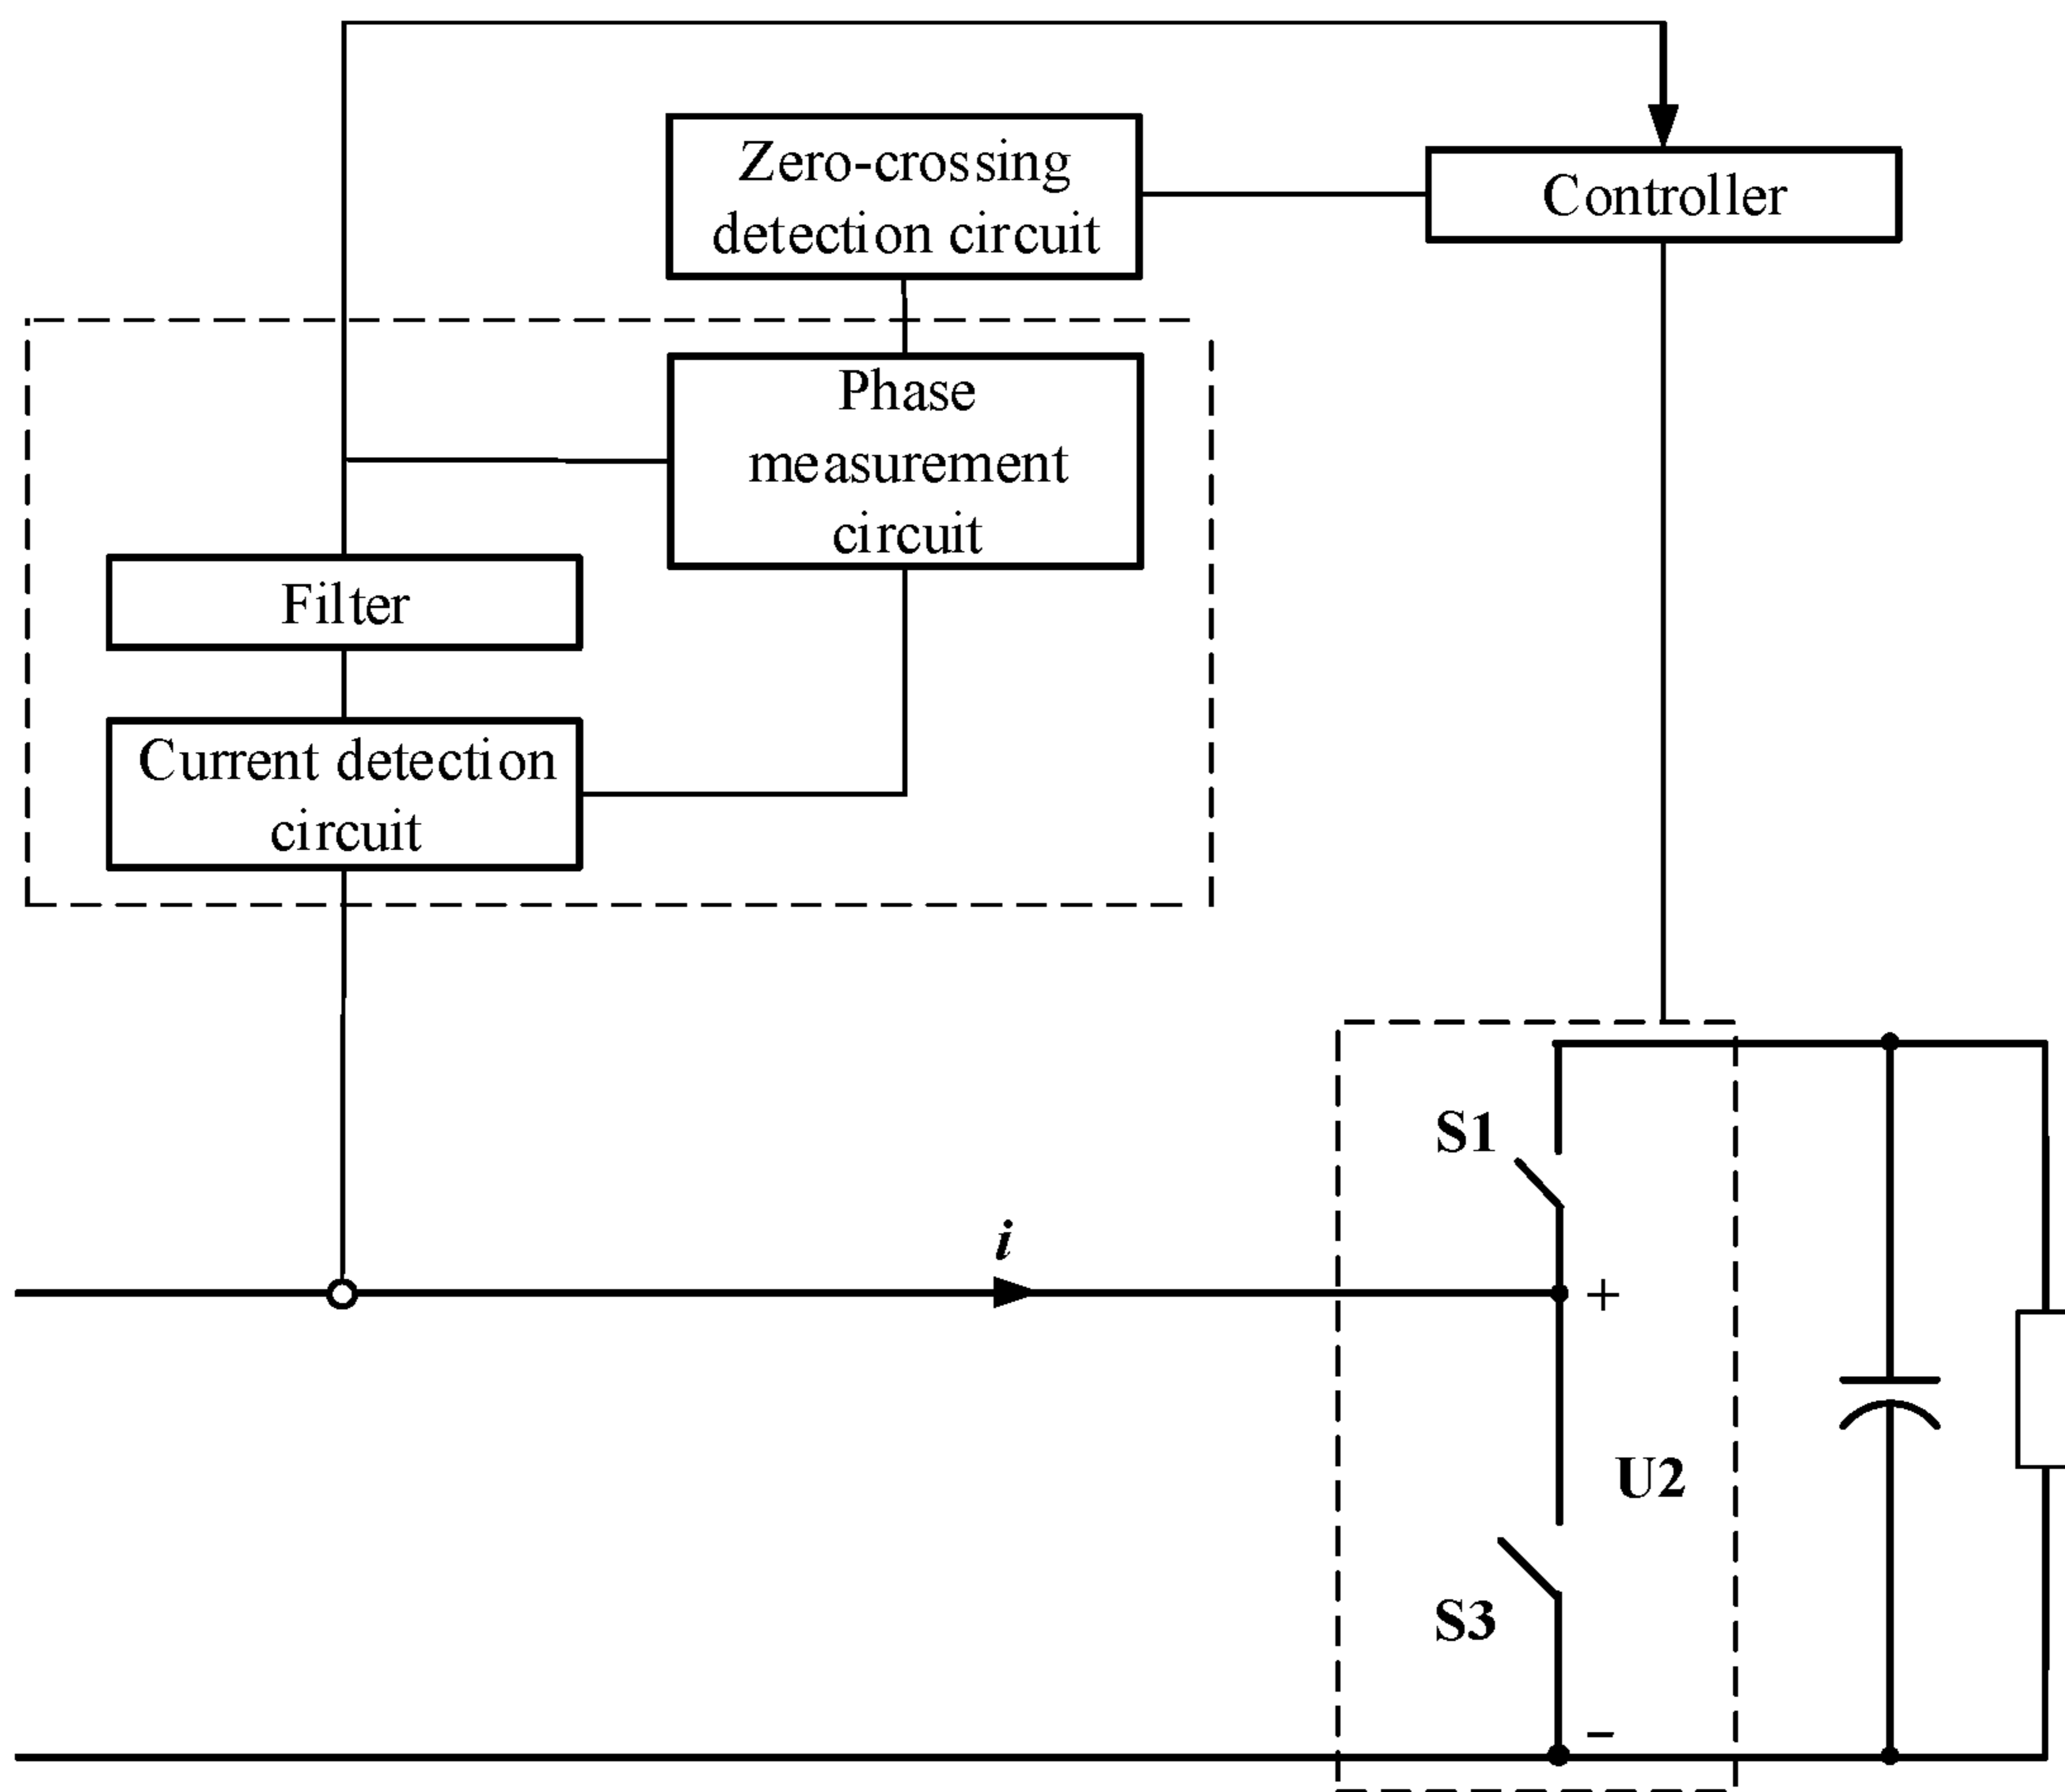 Zero-crossing
detection circuit
Controller
Phase
measurement
circuit
Filter
Current detection
circuit
S1
i
+
U2
S3
−